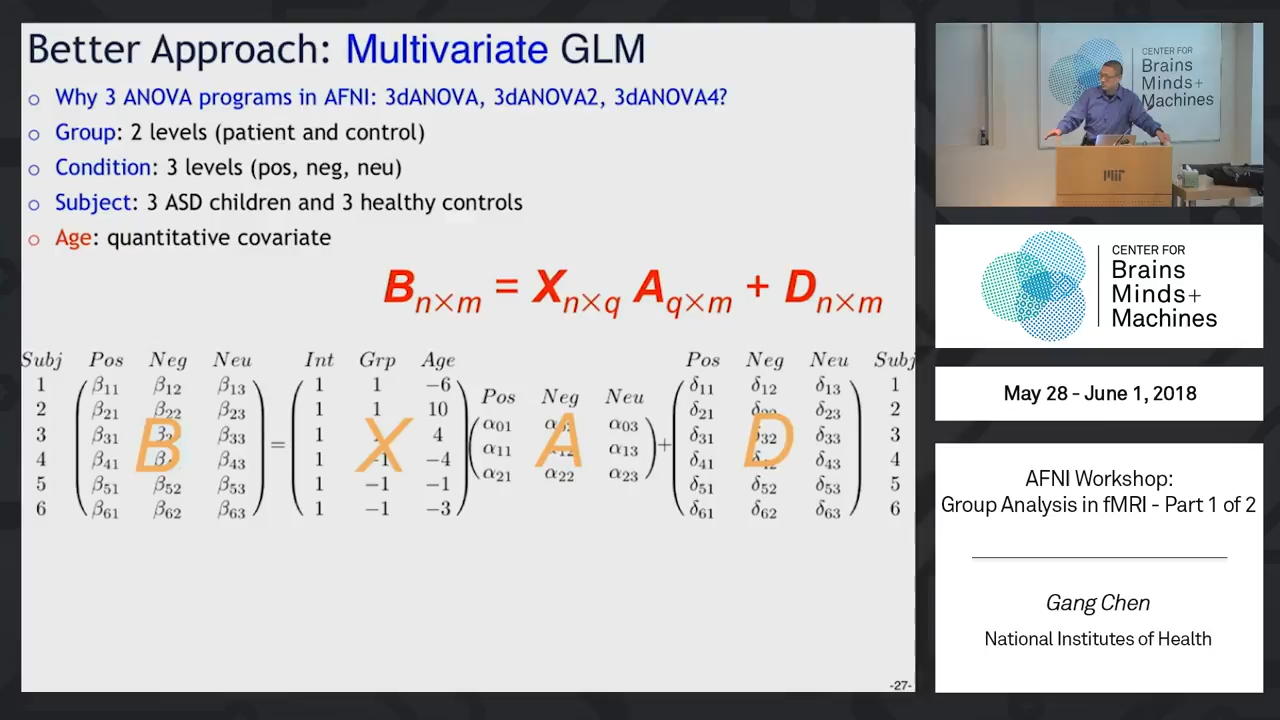 Better Approach: Multivariate GLM
o Why 3 ANOVA programs in AFNI: 3dANOVA, 3dANOVA2, 3dANOVA4?
o Group: 2 levels (patient and control)
o Condition: 3 levels (pos, neg, neu)
o Subject: 3 ASD children and 3 healthy controls
o Age: quantitative covariate
B n×m = X n×q A q×m + D n×m
Subj Pos Neg Neu Int Grp Age Pos Neg Neu Subj
1 β11 β12 β13 1 1 −6 δ11 δ12 δ13 1
Pos Neg Neu
2 β21 β22 β23 1 1 10 δ21 δ23 2
α01 α03
3 β31 β33 = 1 4 + δ31 δ32 δ33 3
B X A D
α11 α13
4 β41 β43 1 −1 −4 δ41 δ43 4
α21 α22 α23
5 β51 β52 β53 1 −1 −1 δ51 δ52 δ53 5
6 β61 β62 β63 1 −1 −3 δ61 δ62 δ63 6
-27-
CENTER FOR
Brains
Minds+
Machines
MIT
CENTER FOR
Brains
Minds+
Machines
May 28 - June 1, 2018
AFNI Workshop:
Group Analysis in fMRI - Part 1 of 2
Gang Chen
National Institutes of Health